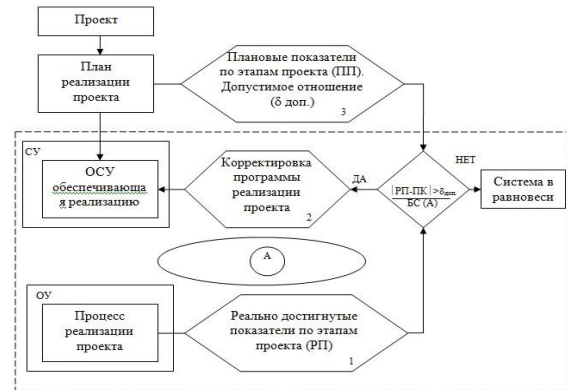 Проект
План
реализации
проекта
Плановые показатели
по этапам проекта (ПП).
Допустимое отношение
(δ доп.)
3
СУ
ОСУ
обеспечивающа
я реализацию
Корректировка
программы
реализации
проекта
2
ДА
|РП-ПК|>δдоп.
БС (А)
НЕТ
Система в
равновеси
А
ОУ
Процесс
реализации
проекта
Реально достигнутые
показатели по этапам
проекта (РП)
1